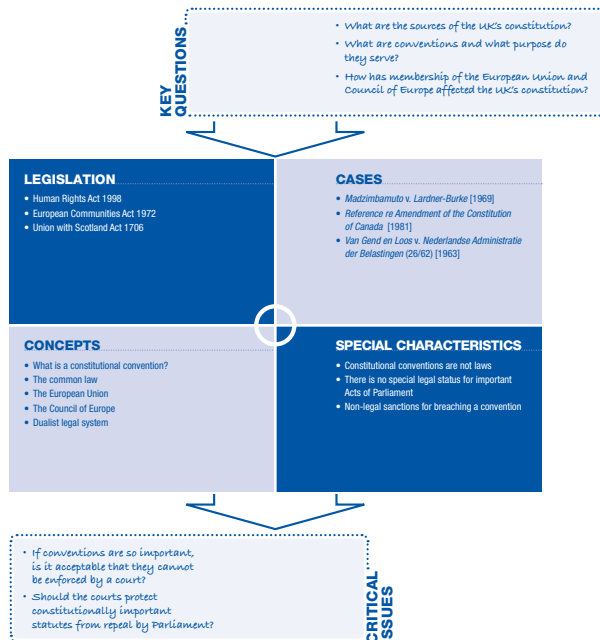 KEY
QUESTIONS
• What are the sources of the UK's constitution?
• What are conventions and what purpose do
they serve?
• How has membership of the European Union and
Council of Europe affected the UK's constitution?
LEGISLATION
• Human Rights Act 1998
• European Communities Act 1972
• Union with Scotland Act 1706
CASES
• Madzimbamuto v. Lardner-Burke [1969]
• Reference re Amendment of the Constitution
of Canada [1981]
• Van Gend en Loos v. Nederlandse Administratie
der Belastingen (26/62) [1963]
CONCEPTS
• What is a constitutional convention?
• The common law
• The European Union
• The Council of Europe
• Dualist legal system
SPECIAL CHARACTERISTICS
• Constitutional conventions are not laws
• There is no special legal status for important
Acts of Parliament
• Non-legal sanctions for breaching a convention
• If conventions are so important,
is it acceptable that they cannot
be enforced by a court?
• Should the courts protect
constitutionally important
statutes from repeal by Parliament?
CRITICAL
ISSUES